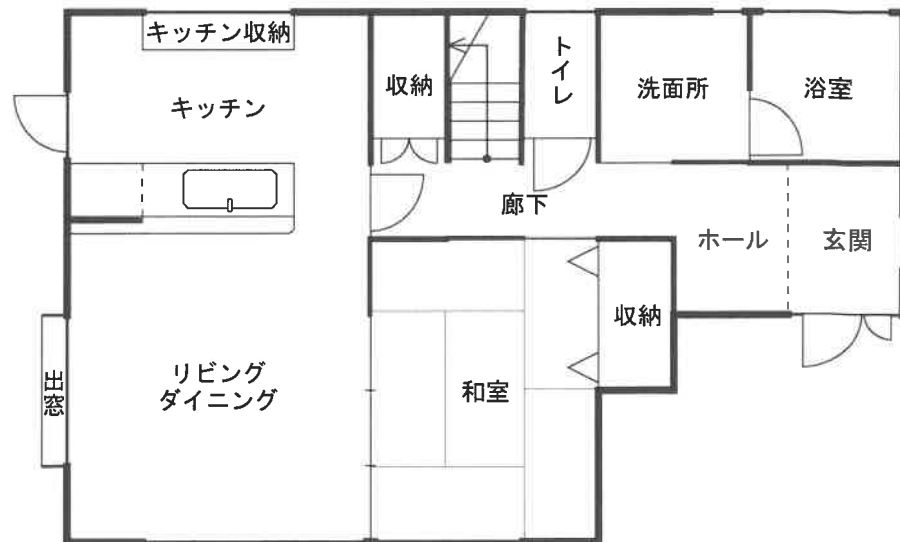 キッチン収納
キッチン
収納
トイレ
洗面所
浴室
廊下
ホール
玄関
収納
出窓
リビング
ダイニング
和室